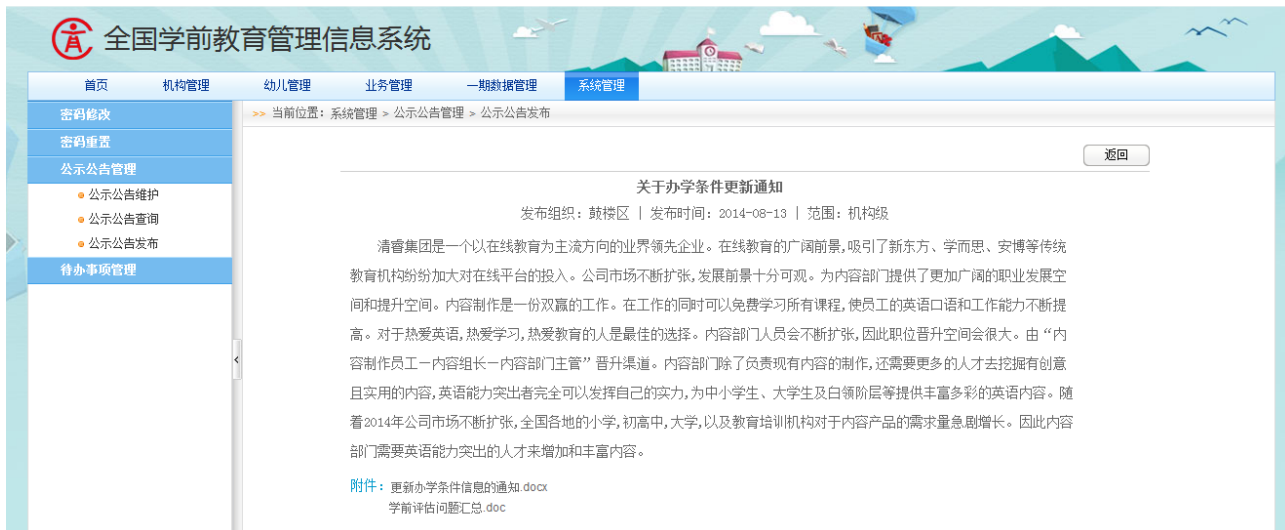 全国学前教育管理信息系统
首页 机构管理 幼儿管理 业务管理 一期数据管理 系统管理
密码修改
密码重置
公示公告管理
公示公告维护
公示公告查询
公示公告发布
待办事项管理
>> 当前位置：系统管理 > 公示公告管理 > 公示公告发布
返回
关于办学条件更新通知
发布组织：鼓楼区 | 发布时间：2014-08-13 | 范围：机构级
清睿集团是一个以在线教育为主流方向的业界领先企业。在线教育的广阔前景,吸引了新东方、学而思、安博等传统
教育机构纷纷加大对在线平台的投入。公司市场不断扩张,发展前景十分可观。为内容部门提供了更加广阔的职业发展空
间和提升空间。内容制作是一份双赢的工作。在工作的同时可以免费学习所有课程,使员工的英语口语和工作能力不断提
高。对于热爱英语,热爱学习,热爱教育的人是最佳的选择。内容部门人员会不断扩张,因此职位晋升空间会很大。由“内
容制作员工—内容组长—内容部门主管”晋升渠道。内容部门除了负责现有内容的制作,还需要更多的人才去挖掘有创意
且实用的内容,英语能力突出者完全可以发挥自己的实力,为中小学生、大学生及白领阶层等提供丰富多彩的英语内容。随
着2014年公司市场不断扩张,全国各地的小学,初高中,大学,以及教育培训机构对于内容产品的需求量急剧增长。因此内容
部门需要英语能力突出的人才来增加和丰富内容。
附件：更新办学条件信息的通知.docx
学前评估问题汇总.doc